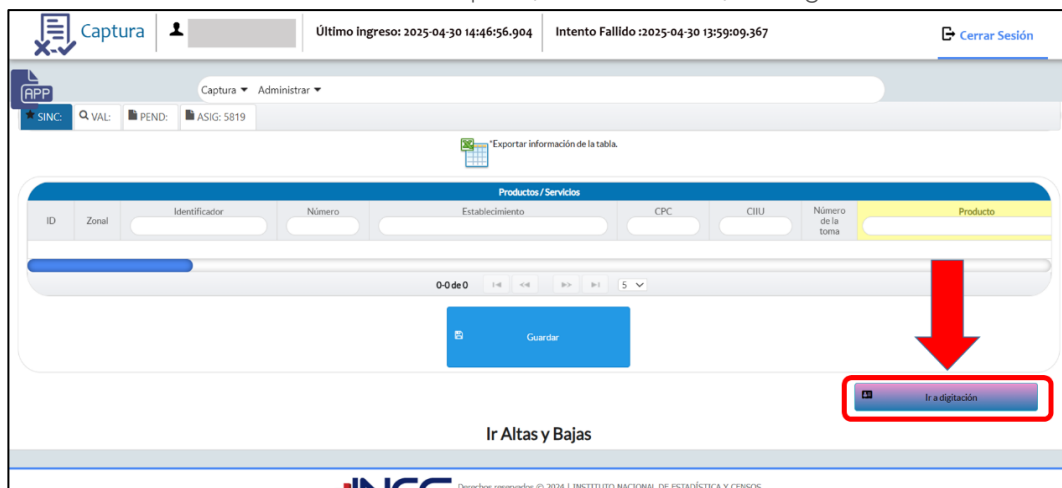 Captura
Último ingreso: 2025-04-30 14:46:56.904
Intento Fallido :2025-04-30 13:59:09.367
Cerrar Sesión
APP
Captura Administrar
SINC: VAL: PEND: ASIG: 5819
*Exportar información de la tabla.
Productos / Servicios
ID Zonal Identificador Número Establecimiento CPC CIIU Número de la toma Producto
0-0 de 0 5
Guardar
Ir a digitación
Ir Altas y Bajas
INEC Derechos reservados © 2024 | INSTITUTO NACIONAL DE ESTADÍSTICA Y CENSOS